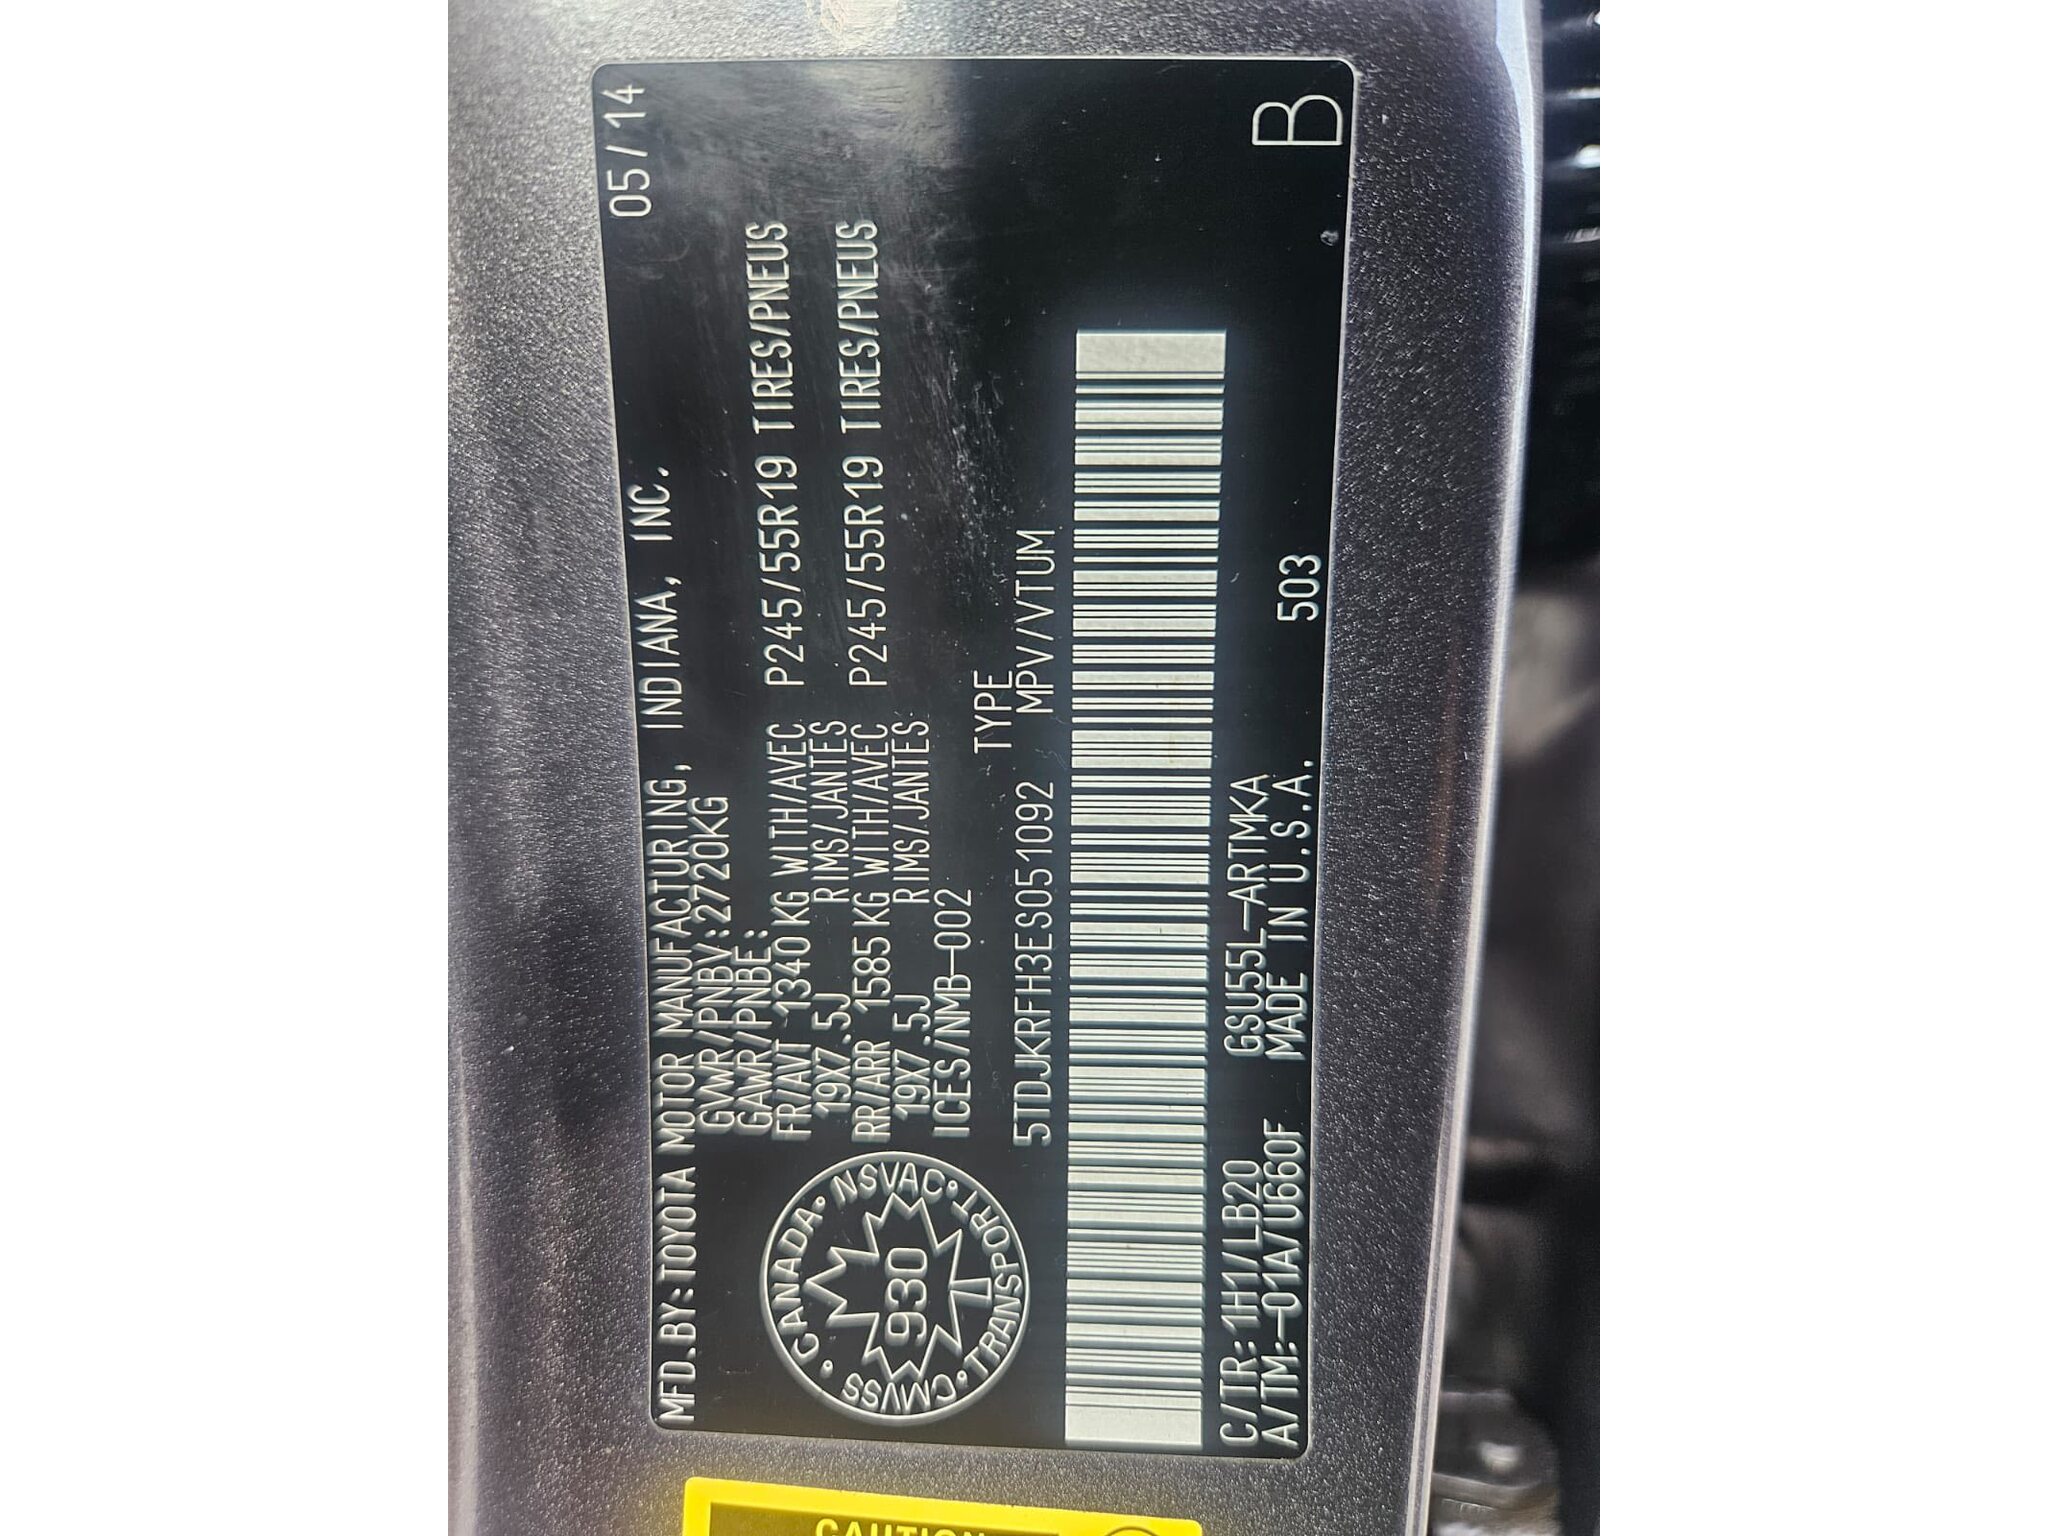 MFD.BY:TOYOTA MOTOR MANUFACTURING, INDIANA, INC. 05/14
GVWR/PNBV:2720KG
GAWR/PNBE:
FR/AVT 1340 KG WITH/AVEC P245/55R19 TIRES/PNEUS
19X7.5J RIMS/JANTES
RR/ARR 1585 KG WITH/AVEC P245/55R19 TIRES/PNEUS
19X7.5J RIMS/JANTES
ICES/NMB-002
•CANADA•NSVAC•TRANSPORT•CMVSS
930
TYPE
5TDJKRFH3ES051092 MPV/VTUM
C/TR:1H1/LB20 GSU55L-ARTMKA
A/TM:-01A/U660F MADE IN U.S.A. 503
B
CAUTION